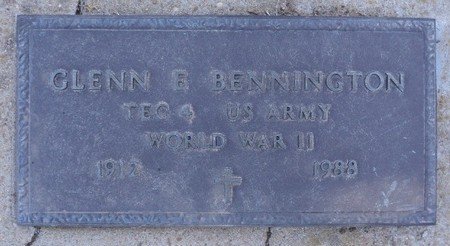 GLENN E BENNINGTON
TEC 4 US ARMY
WORLD WAR II
1912 1988